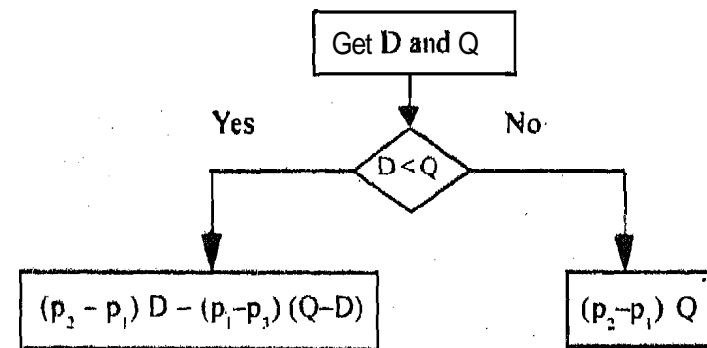 Get D and Q
Yes
No
D < Q
(p₂ – p₁) D – (p₁–p₃) (Q–D)
(p₂–p₁) Q